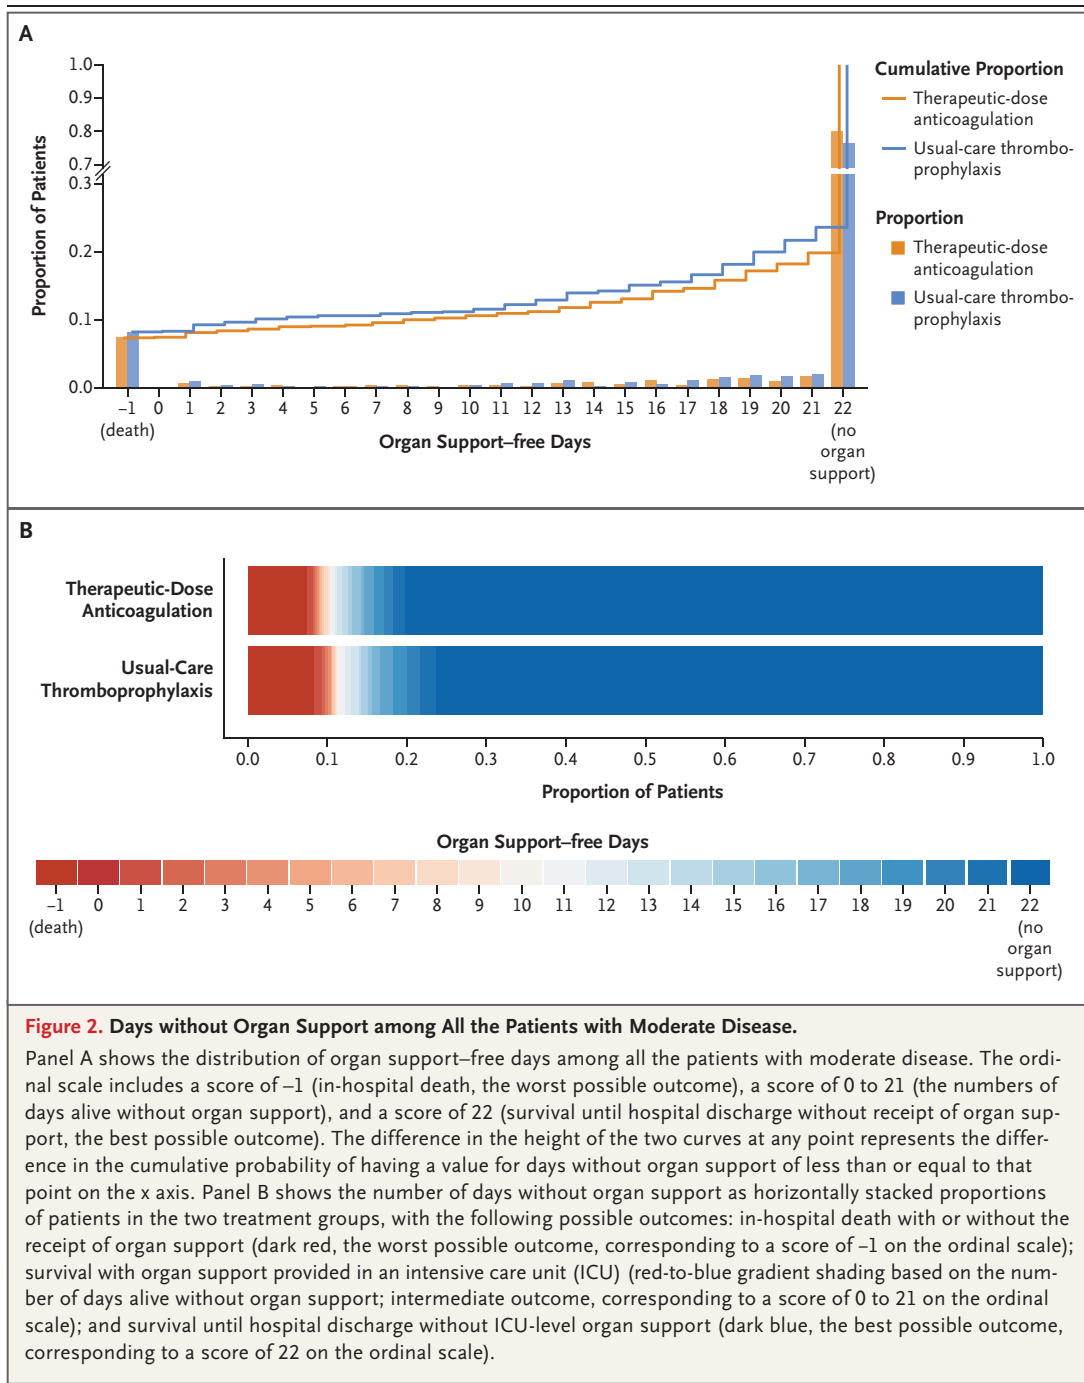 A
1.0
0.9
0.8
0.7
0.3
0.2
0.1
0.0
Proportion of Patients
–1 0 1 2 3 4 5 6 7 8 9 10 11 12 13 14 15 16 17 18 19 20 21 22
(death)
(no
organ
support)
Organ Support–free Days
Cumulative Proportion
Therapeutic-dose
anticoagulation
Usual-care thrombo-
prophylaxis
Proportion
Therapeutic-dose
anticoagulation
Usual-care thrombo-
prophylaxis
B
Therapeutic-Dose
Anticoagulation
Usual-Care
Thromboprophylaxis
0.0 0.1 0.2 0.3 0.4 0.5 0.6 0.7 0.8 0.9 1.0
Proportion of Patients
Organ Support–free Days
–1 0 1 2 3 4 5 6 7 8 9 10 11 12 13 14 15 16 17 18 19 20 21 22
(death)
(no
organ
support)
Figure 2. Days without Organ Support among All the Patients with Moderate Disease.
Panel A shows the distribution of organ support–free days among all the patients with moderate disease. The ordi-
nal scale includes a score of –1 (in-hospital death, the worst possible outcome), a score of 0 to 21 (the numbers of
days alive without organ support), and a score of 22 (survival until hospital discharge without receipt of organ sup-
port, the best possible outcome). The difference in the height of the two curves at any point represents the differ-
ence in the cumulative probability of having a value for days without organ support of less than or equal to that
point on the x axis. Panel B shows the number of days without organ support as horizontally stacked proportions
of patients in the two treatment groups, with the following possible outcomes: in-hospital death with or without the
receipt of organ support (dark red, the worst possible outcome, corresponding to a score of –1 on the ordinal scale);
survival with organ support provided in an intensive care unit (ICU) (red-to-blue gradient shading based on the num-
ber of days alive without organ support; intermediate outcome, corresponding to a score of 0 to 21 on the ordinal
scale); and survival until hospital discharge without ICU-level organ support (dark blue, the best possible outcome,
corresponding to a score of 22 on the ordinal scale).